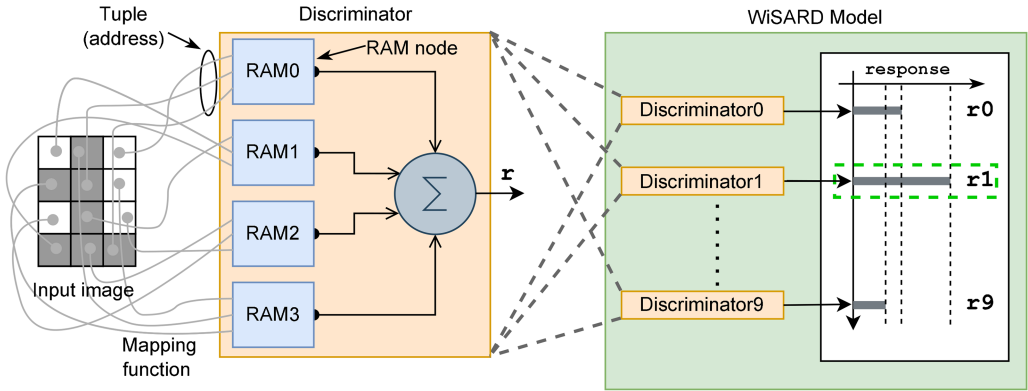 Tuple
(address)
Discriminator
RAM node
RAM0
RAM1
RAM2
RAM3
∑
r
Input image
Mapping
function
WiSARD Model
Discriminator0
Discriminator1
Discriminator9
response
r0
r1
r9